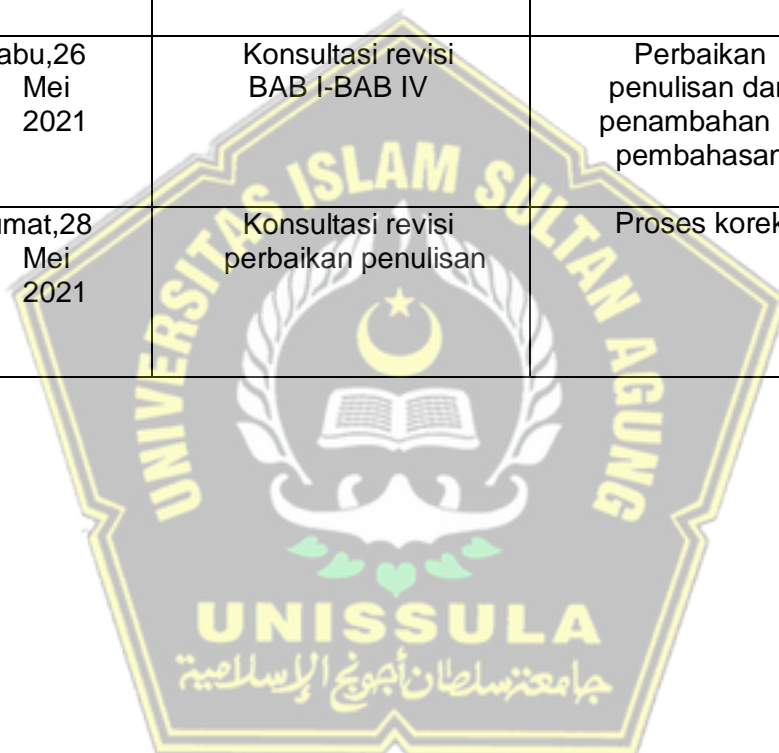 abu,26
Mei
2021
Konsultasi revisi
BAB I-BAB IV
Perbaikan
penulisan dan
penambahan
pembahasan
umat,28
Mei
2021
Konsultasi revisi
perbaikan penulisan
Proses korek
UNIVERSITAS ISLAM SULTAN AGUNG
UNISSULA
جامعة سلطان أجونج الإسلامية